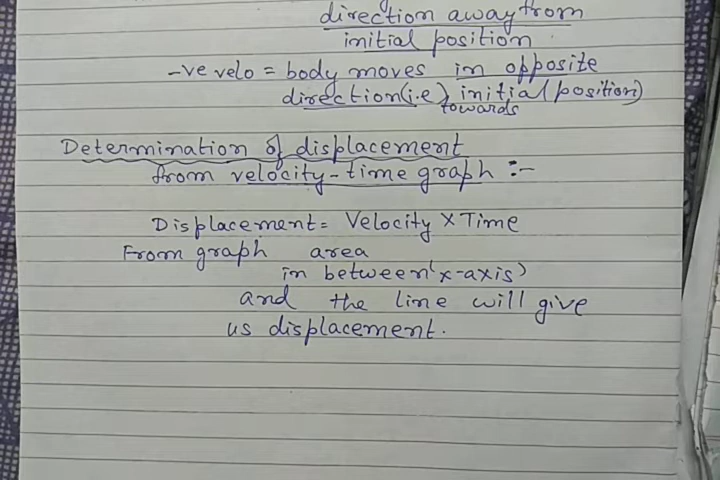 direction away from
initial position
-ve velo = body moves in opposite
direction (i.e) initial position)
towards
Determination of displacement
from velocity-time graph :-
Displacement = Velocity X Time
From graph area
in between (x-axis)
and the line will give
us displacement.